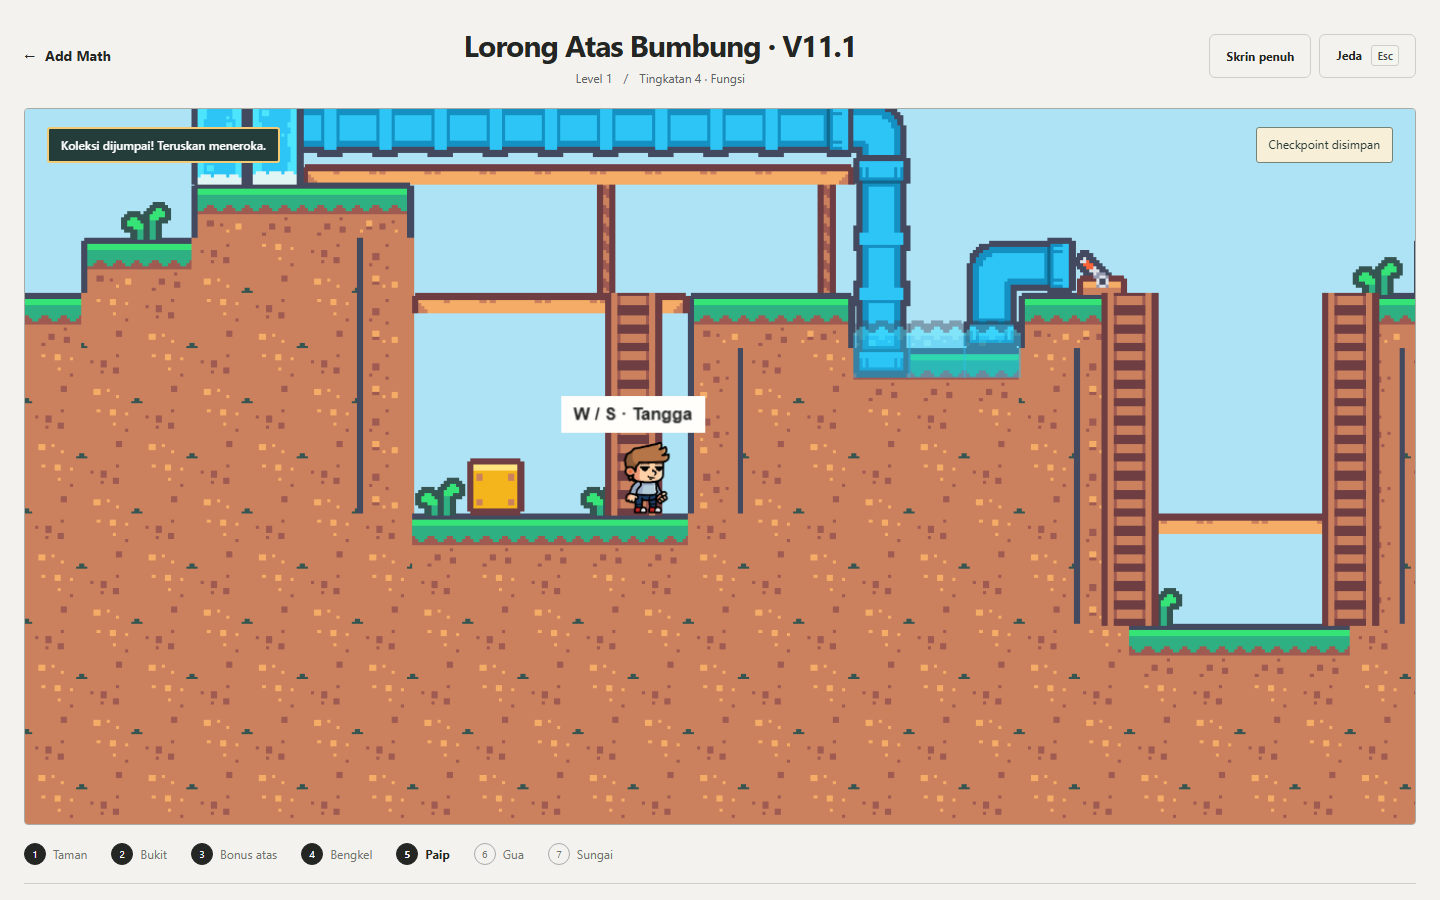 ← Add Math
Lorong Atas Bumbung · V11.1
Level 1 / Tingkatan 4 · Fungsi
Skrin penuh
Jeda Esc
Koleksi dijumpai! Teruskan meneroka.
Checkpoint disimpan
W / S · Tangga
1 Taman
2 Bukit
3 Bonus atas
4 Bengkel
5 Paip
6 Gua
7 Sungai